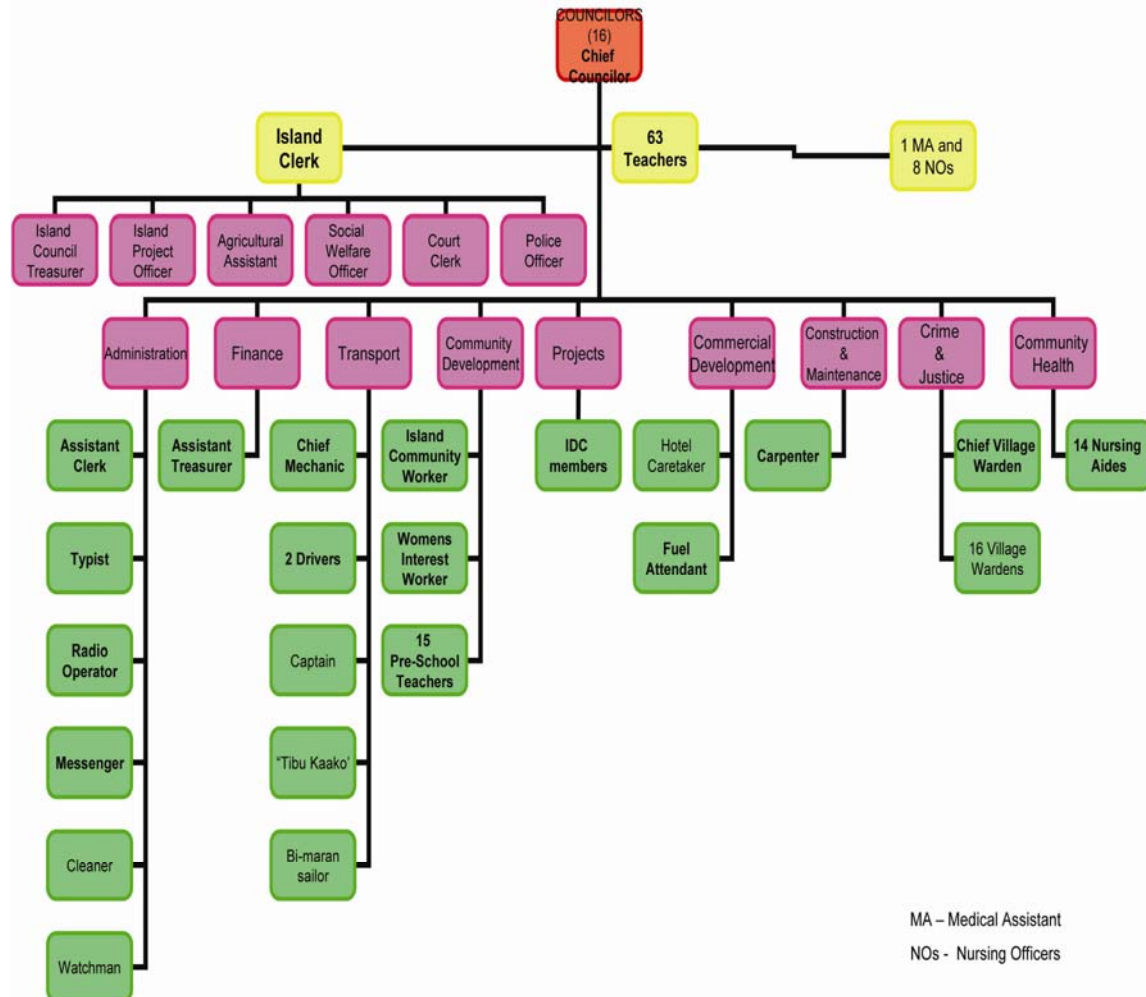 COUNCILORS
(16)
Chief
Councilor
Island
Clerk
63
Teachers
1 MA and
8 NOs
Island
Council
Treasurer
Island
Project
Officer
Agricultural
Assistant
Social
Welfare
Officer
Court
Clerk
Police
Officer
Administration
Finance
Transport
Community
Development
Projects
Commercial
Development
Construction
&
Maintenance
Crime
&
Justice
Community
Health
Assistant
Clerk
Assistant
Treasurer
Chief
Mechanic
Island
Community
Worker
IDC
members
Hotel
Caretaker
Carpenter
Chief Village
Warden
14 Nursing
Aides
Typist
2 Drivers
Womens
Interest
Worker
Fuel
Attendant
16 Village
Wardens
Radio
Operator
Captain
15
Pre-School
Teachers
Messenger
“Tibu Kaako’
Cleaner
Bi-maran
sailor
Watchman
MA – Medical Assistant
NOs - Nursing Officers